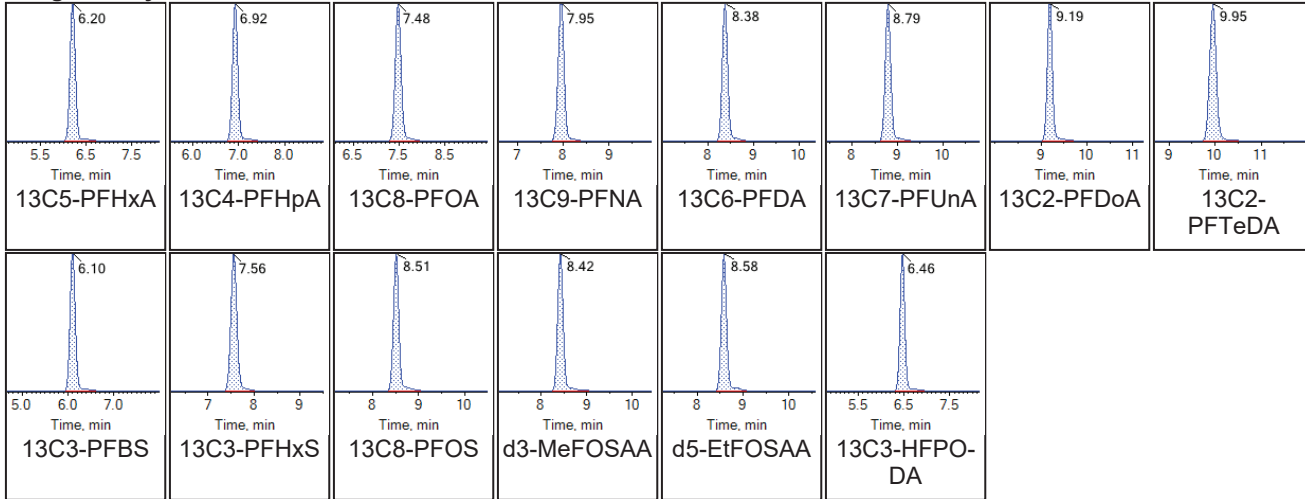 6.20 6.92 7.48 7.95 8.38 8.79 9.19 9.95
5.5 6.5 7.5 6.0 7.0 8.0 6.5 7.5 8.5 7 8 9 8 9 10 8 9 10 9 10 11 9 10 11
Time, min Time, min Time, min Time, min Time, min Time, min Time, min Time, min
13C5-PFHxA 13C4-PFHpA 13C8-PFOA 13C9-PFNA 13C6-PFDA 13C7-PFUnA 13C2-PFDoA 13C2-
PFTeDA
6.10 7.56 8.51 8.42 8.58 6.46
5.0 6.0 7.0 7 8 9 8 9 10 8 9 10 8 9 10 5.5 6.5 7.5
Time, min Time, min Time, min Time, min Time, min Time, min
13C3-PFBS 13C3-PFHxS 13C8-PFOS d3-MeFOSAA d5-EtFOSAA 13C3-HFPO-
DA